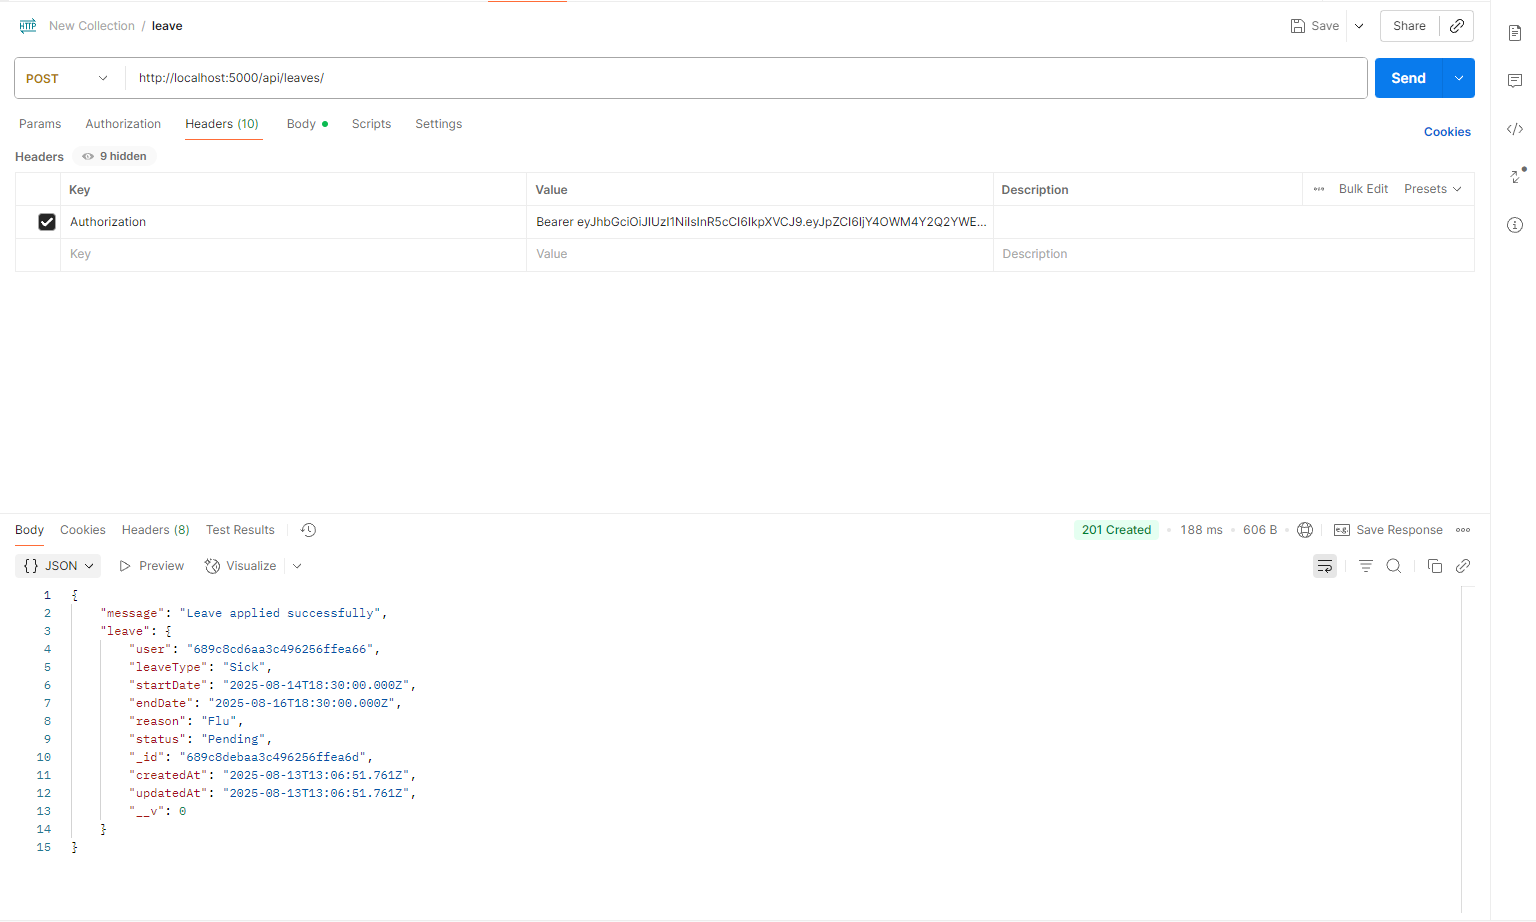 HTTP New Collection / leave Save Share
POST http://localhost:5000/api/leaves/ Send
Params Authorization Headers (10) Body Scripts Settings Cookies
Headers 9 hidden
Key Value Description Bulk Edit Presets
Authorization Bearer eyJhbGciOiJIUzI1NiIsInR5cCI6IkpXVCJ9.eyJpZCI6IjY4OWM4Y2Q2YWE...
Key Value Description
Body Cookies Headers (8) Test Results 201 Created 188 ms 606 B e.g. Save Response
{} JSON Preview Visualize
1 {
2 "message": "Leave applied successfully",
3 "leave": {
4 "user": "689c8cd6aa3c496256ffea66",
5 "leaveType": "Sick",
6 "startDate": "2025-08-14T18:30:00.000Z",
7 "endDate": "2025-08-16T18:30:00.000Z",
8 "reason": "Flu",
9 "status": "Pending",
10 "_id": "689c8debaa3c496256ffea6d",
11 "createdAt": "2025-08-13T13:06:51.761Z",
12 "updatedAt": "2025-08-13T13:06:51.761Z",
13 "__v": 0
14 }
15 }